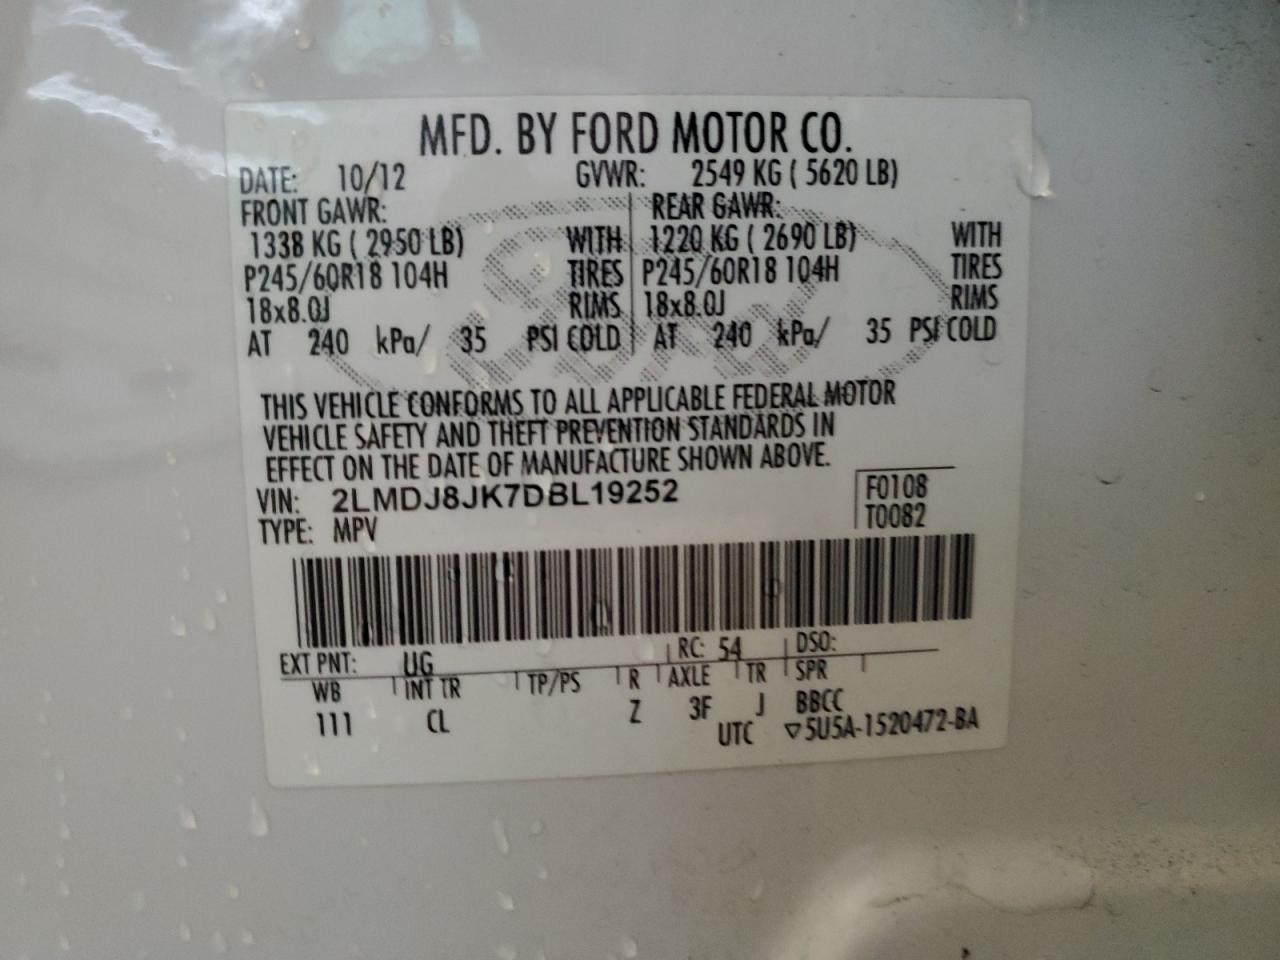 MFD. BY FORD MOTOR CO.
DATE: 10/12 GVWR: 2549 KG ( 5620 LB)
FRONT GAWR: REAR GAWR:
1338 KG ( 2950 LB) WITH 1220 KG ( 2690 LB) WITH
P245/60R18 104H TIRES P245/60R18 104H TIRES
18x8.0J RIMS 18x8.0J RIMS
AT 240 kPa/ 35 PSI COLD AT 240 kPa/ 35 PSI COLD
THIS VEHICLE CONFORMS TO ALL APPLICABLE FEDERAL MOTOR
VEHICLE SAFETY AND THEFT PREVENTION STANDARDS IN
EFFECT ON THE DATE OF MANUFACTURE SHOWN ABOVE.
VIN: 2LMDJ8JK7DBL19252 F0108
TYPE: MPV T0082
EXT PNT: UG RC: 54 DSO:
WB INT TR TP/PS R AXLE TR SPR
111 CL Z 3F J BBCC
UTC ▽5U5A-1520472-BA